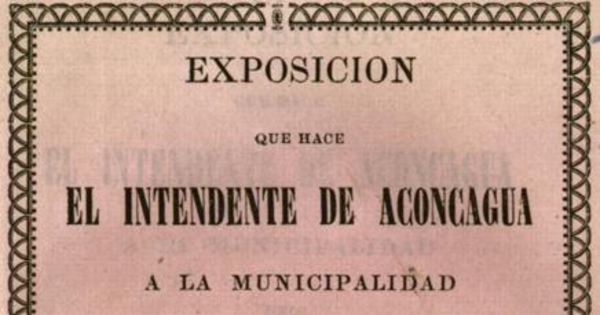 EXPOSICION
QUE HACE
EL INTENDENTE DE ACONCAGUA
A LA MUNICIPALIDAD